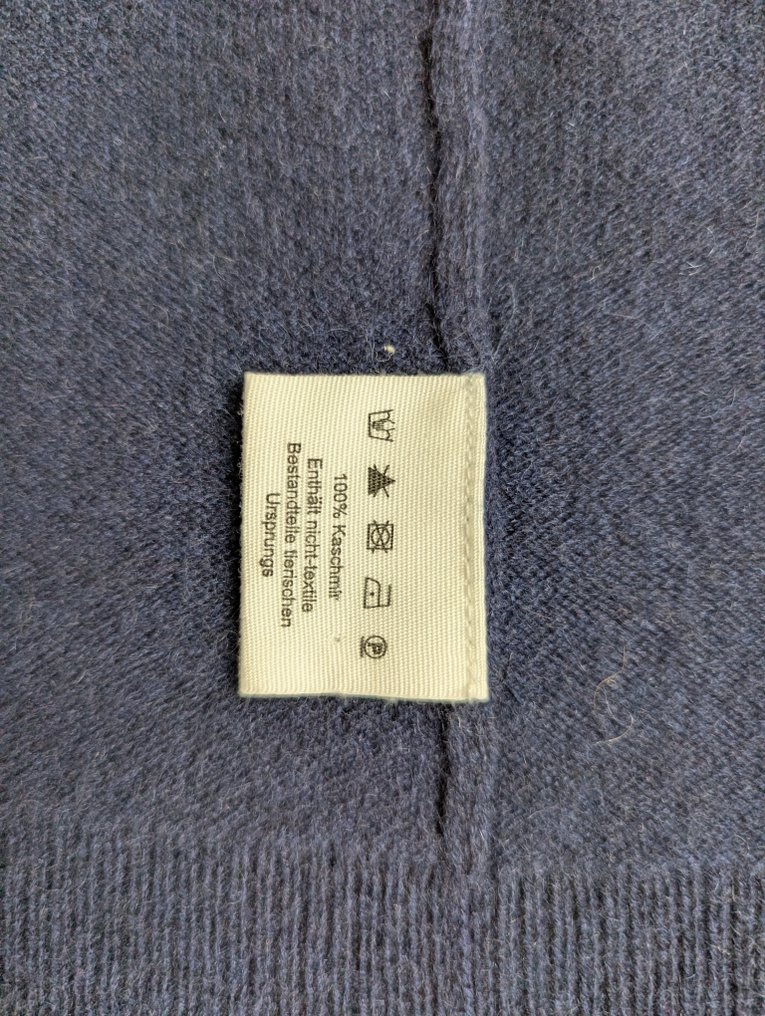 100% Kaschmir
Enthält nicht-textile
Bestandteile tierischen
Ursprungs